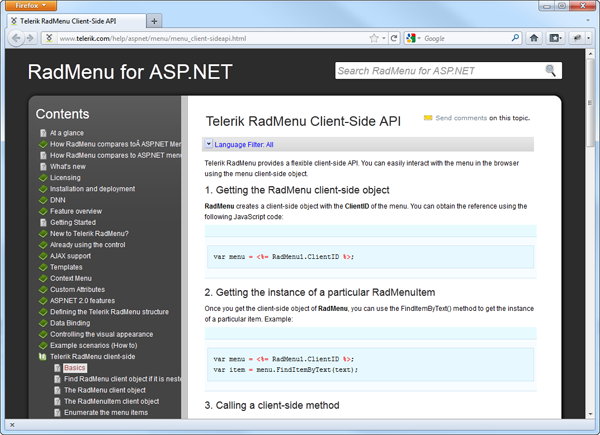 Firefox
Telerik RadMenu Client-Side API
www.telerik.com/help/aspnet/menu/menu_client-sideapi.html
Google
RadMenu for ASP.NET
Search RadMenu for ASP.NET
Contents
At a glance
How RadMenu compares toÂ ASP.NET Mer
How RadMenu compares to ASP.NET menu
What's new
Licensing
Installation and deployment
DNN
Feature overview
Getting Started
New to Telerik RadMenu?
Already using the control
AJAX support
Templates
Context Menu
Custom Attributes
ASP.NET 2.0 features
Defining the Telerik RadMenu structure
Data Binding
Controlling the visual appearance
Example scenarios (How to)
Telerik RadMenu client-side
Basics
Find RadMenu client object if it is neste
The RadMenu client object
The RadMenuItem client object
Enumerate the menu items
Telerik RadMenu Client-Side API
Send comments on this topic.
Language Filter: All
Telerik RadMenu provides a flexible client-side API. You can easily interact with the menu in the browser
using the menu client-side object.
1. Getting the RadMenu client-side object
RadMenu creates a client-side object with the ClientID of the menu. You can obtain the reference using the
following JavaScript code:
var menu = <%= RadMenu1.ClientID %>;
2. Getting the instance of a particular RadMenuItem
Once you get the client-side object of RadMenu, you can use the FindItemByText() method to get the instance
of a particular item. Example:
var menu = <%= RadMenu1.ClientID %>;
var item = menu.FindItemByText(text);
3. Calling a client-side method